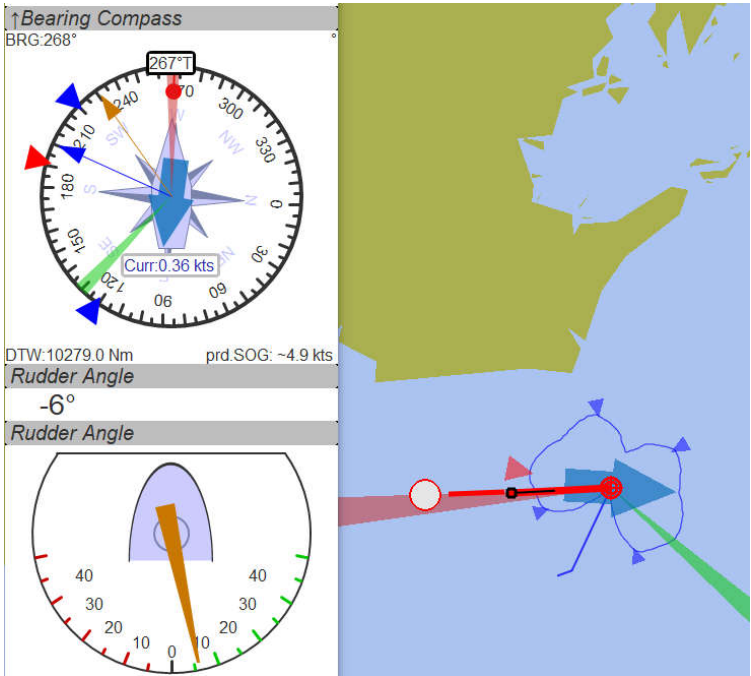 ↑Bearing Compass
BRG:268° °
267°T
240 70 300
210 SW W NW 330
180 S N 0
150 SE 30
120 90 60
Curr:0.36 kts
DTW:10279.0 Nm prd.SOG: ~4.9 kts
Rudder Angle
-6°
Rudder Angle
40 40
30 30
20 10 0 10 20